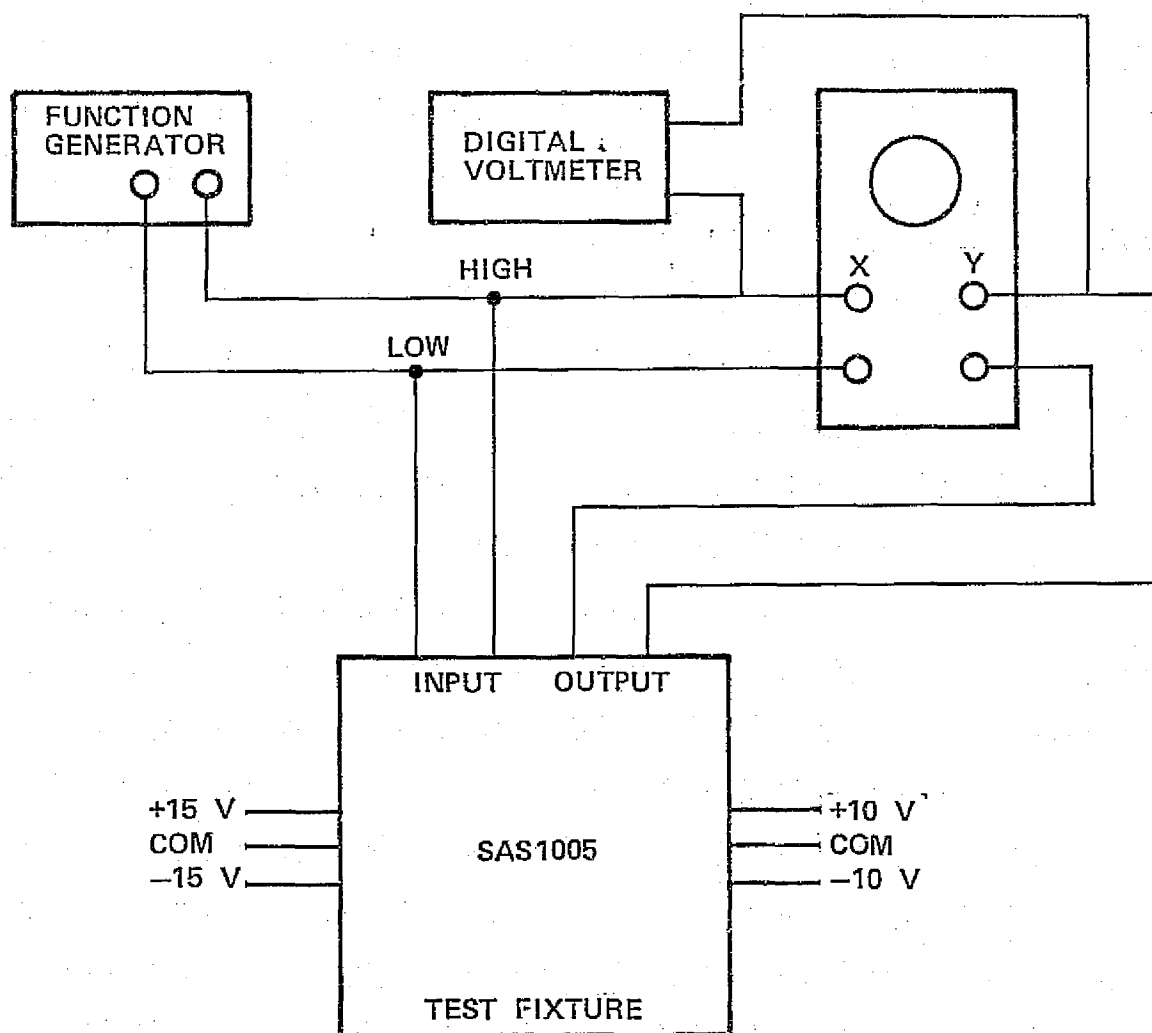 FUNCTION
GENERATOR
DIGITAL
VOLTMETER
X
Y
HIGH
LOW
INPUT
OUTPUT
+15 V
COM
−15 V
SAS1005
+10 V
COM
−10 V
TEST FIXTURE